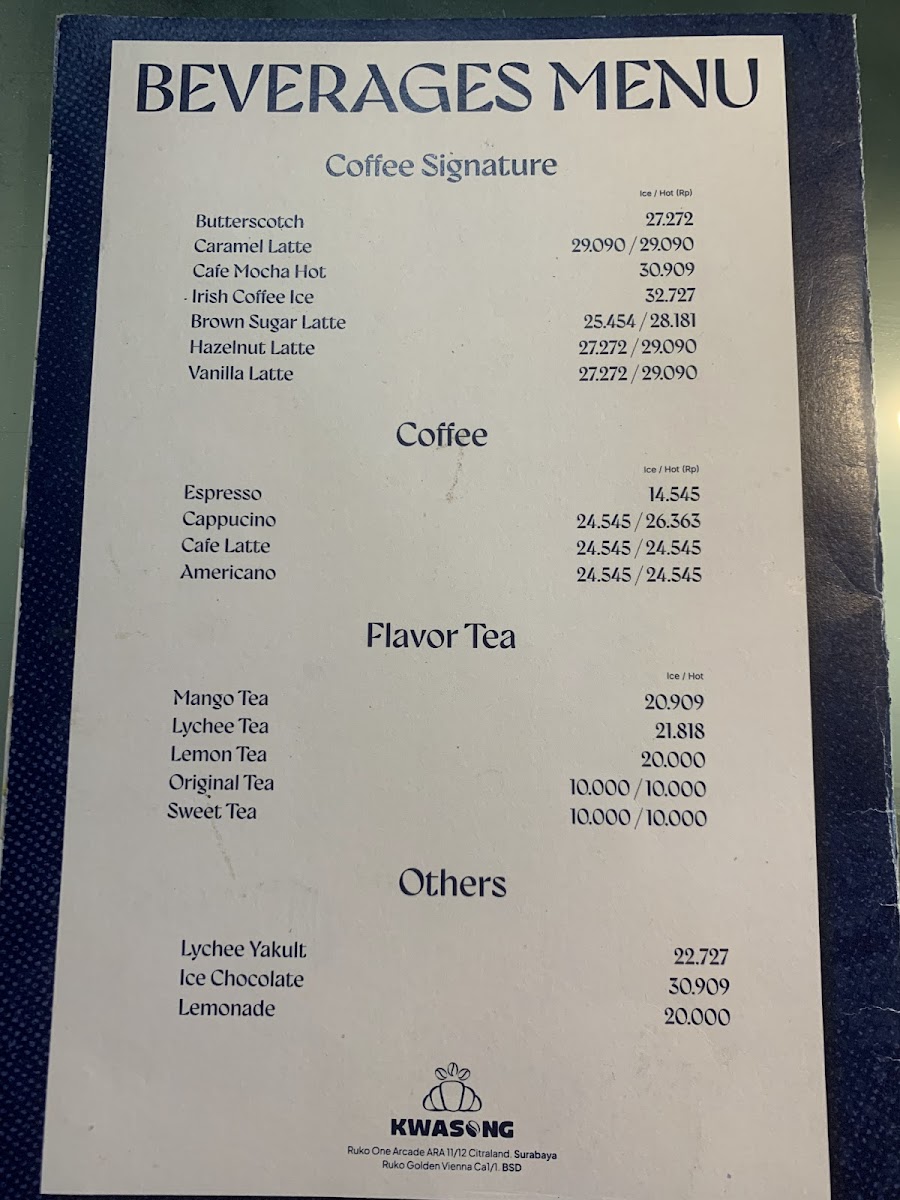 BEVERAGES MENU
Coffee Signature
Ice / Hot (Rp)
Butterscotch 27.272
Caramel Latte 29.090 / 29.090
Cafe Mocha Hot 30.909
Irish Coffee Ice 32.727
Brown Sugar Latte 25.454 / 28.181
Hazelnut Latte 27.272 / 29.090
Vanilla Latte 27.272 / 29.090
Coffee
Ice / Hot (Rp)
Espresso 14.545
Cappucino 24.545 / 26.363
Cafe Latte 24.545 / 24.545
Americano 24.545 / 24.545
Flavor Tea
Ice / Hot
Mango Tea 20.909
Lychee Tea 21.818
Lemon Tea 20.000
Original Tea 10.000 / 10.000
Sweet Tea 10.000 / 10.000
Others
Lychee Yakult 22.727
Ice Chocolate 30.909
Lemonade 20.000
KWASONG
Ruko One Arcade ARA 11/12 Citraland. Surabaya
Ruko Golden Vienna Ca1/1. BSD